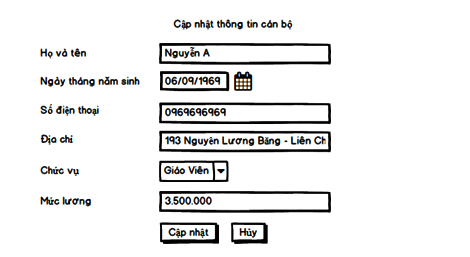 Cập nhật thông tin cán bộ
Họ và tên Nguyễn A
Ngày tháng năm sinh 06/09/1969
Số điện thoại 0969696969
Địa chỉ 193 Nguyện Lương Bằng - Liên Ch
Chức vụ Giáo Viên
Mức lương 3.500.000
Cập nhật Hủy